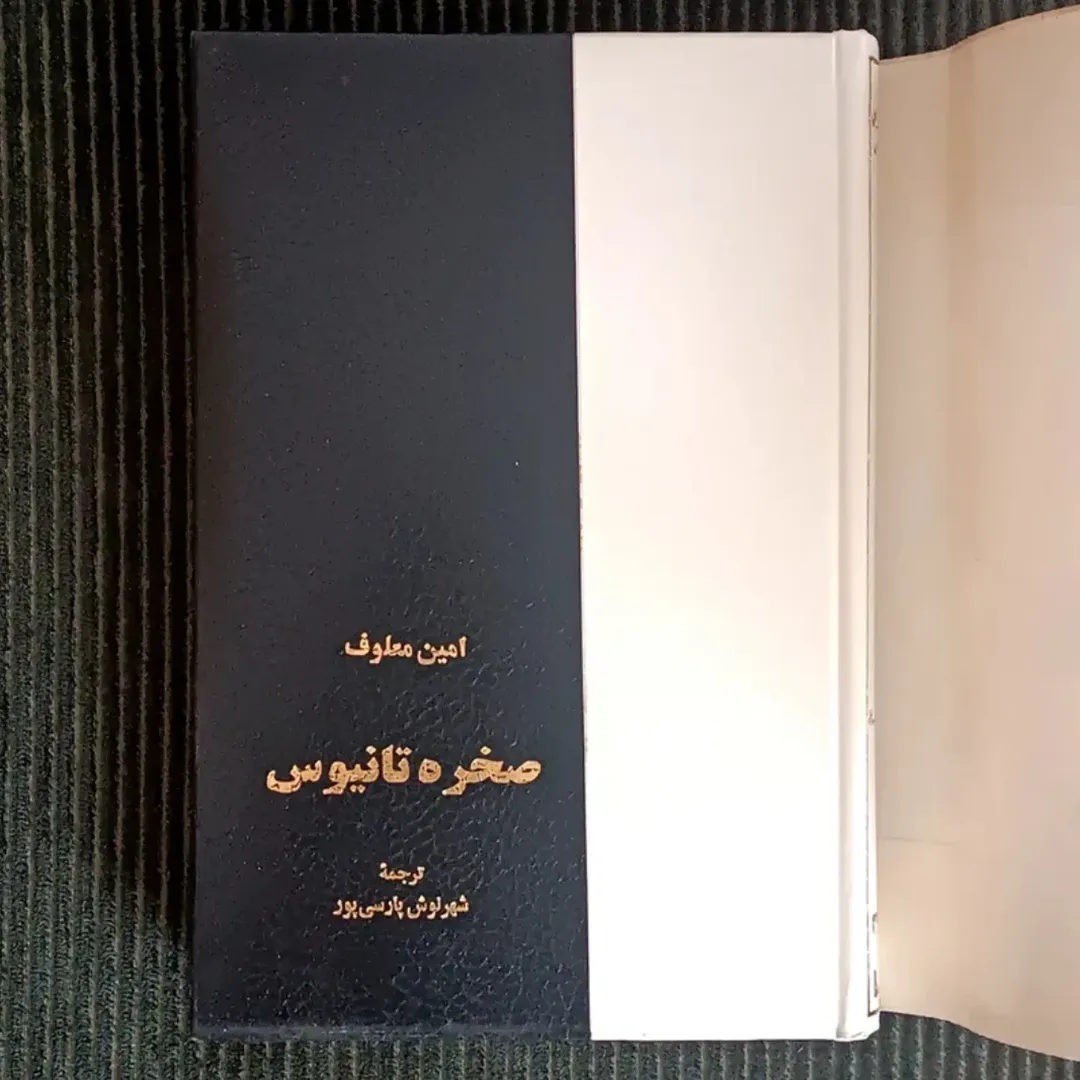 امین معلوف
صخره تانیوس
ترجمهٔ
شهرنوش پارسی‌پور